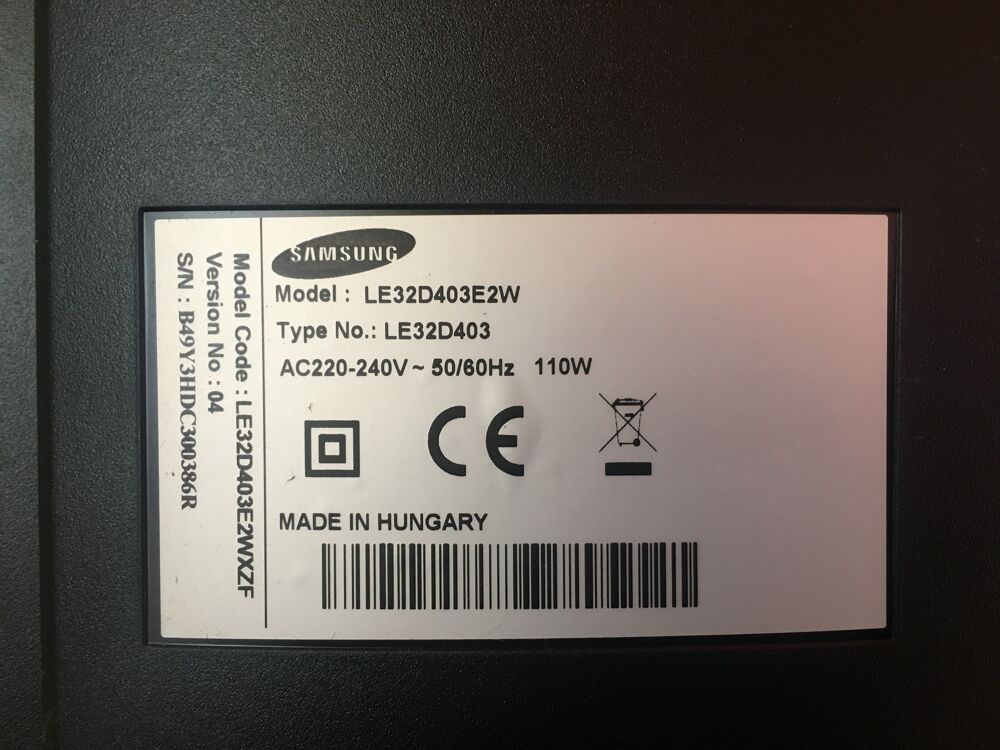 SAMSUNG
Model : LE32D403E2W
Type No.: LE32D403
AC220-240V ~ 50/60Hz 110W
CE
MADE IN HUNGARY
Model Code : LE32D403E2WXZF
Version No : 04
S/N : B49Y3HDC300386R